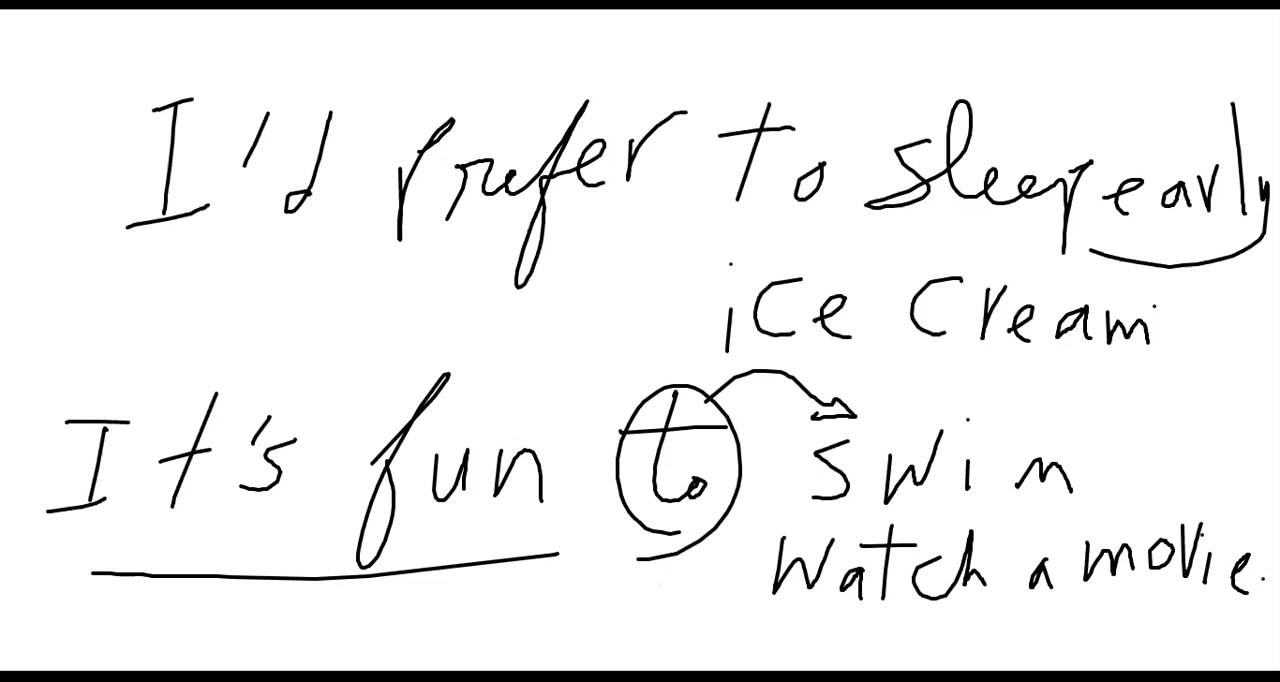 I'd prefer to sleep early
ice cream
It's fun to swim
watch a movie.